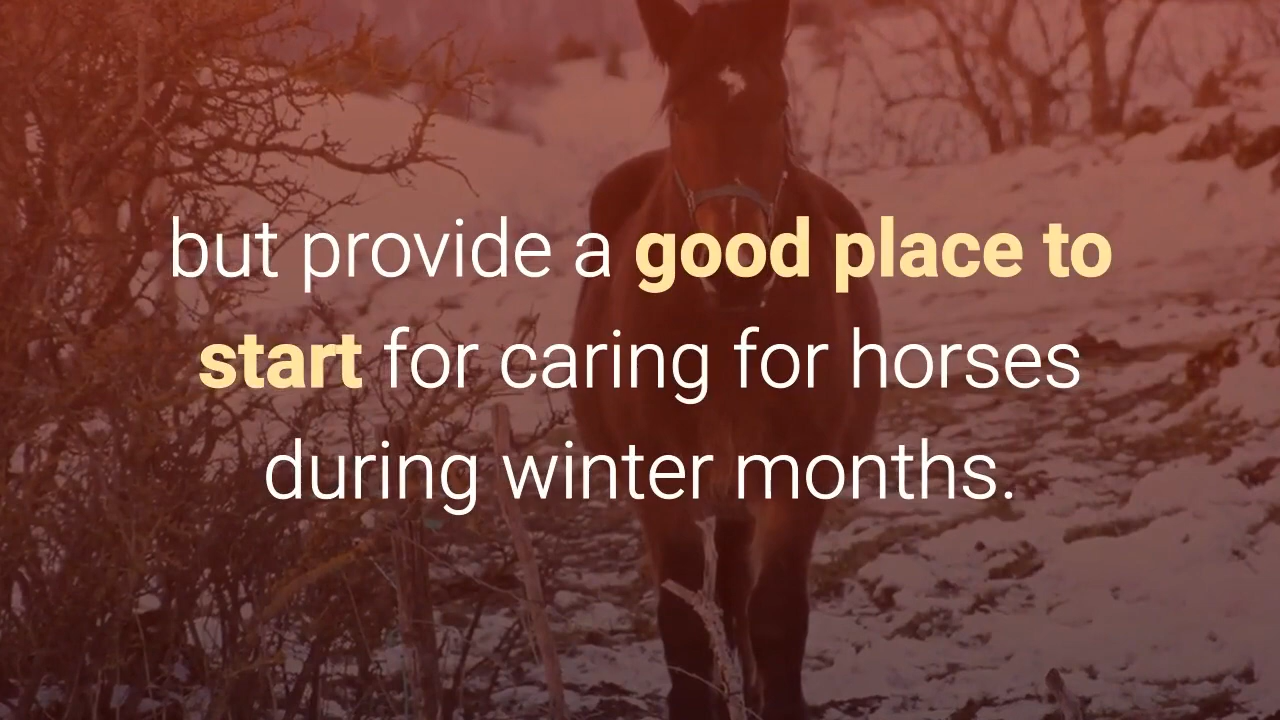 but provide a good place to
start for caring for horses
during winter months.